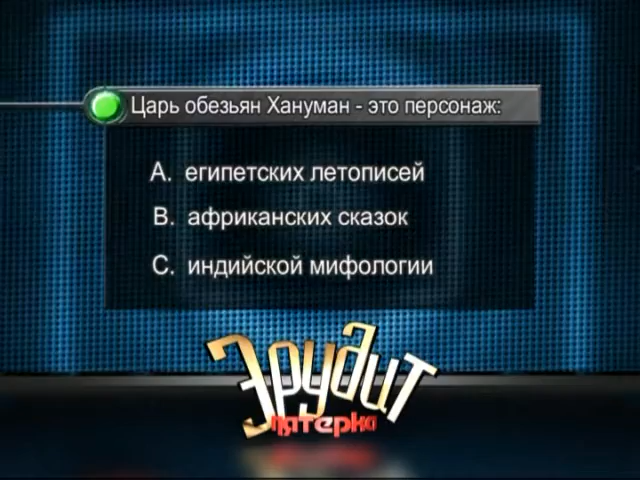 Царь обезьян Хануман - это персонаж:
A. египетских летописей
B. африканских сказок
C. индийской мифологии
Эрудит
пятерка